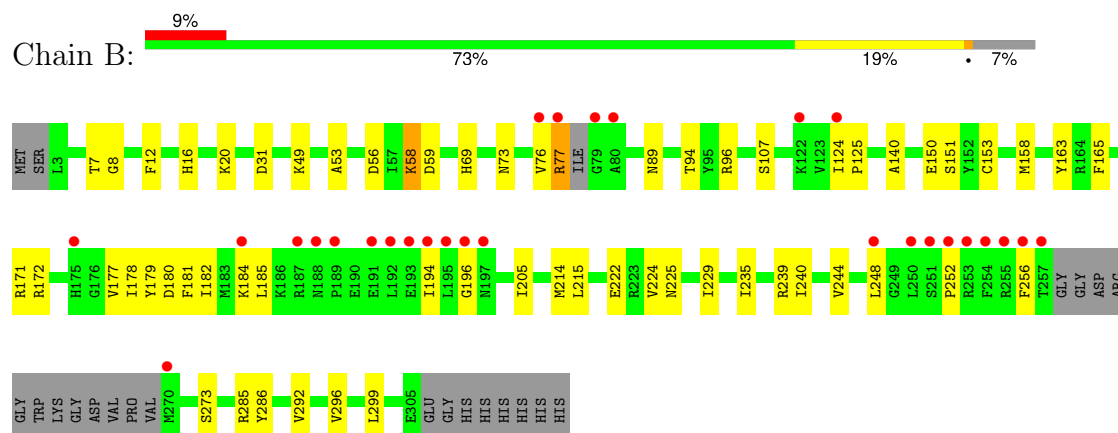 9%
Chain B:
73% 19% • 7%
MET SER L3 T7 G8 F12 H16 K20 D31 K49 A53 D56 I57 K58 D59 H69 N73 V76 R77 ILE G79 A80 N89 T94 Y95 R96 S107 K122 V123 I124 P125 A140 E150 S151 Y152 C153 M158 Y163 R164 F165
R171 R172 H175 G176 V177 I178 Y179 D180 F181 I182 M183 K184 L185 K186 R187 N188 P189 E190 E191 L192 E193 I194 L195 G196 N197 I205 M214 L215 E222 R223 V224 N225 I229 I235 R239 I240 V244 L248 G249 L250 S251 P252 R253 F254 R255 F256 T257 GLY GLY ASP ARG
GLY TRP LYS GLY ASP VAL PRO VAL M270 S273 R285 Y286 V292 V296 L299 E305 GLU GLY HIS HIS HIS HIS HIS HIS